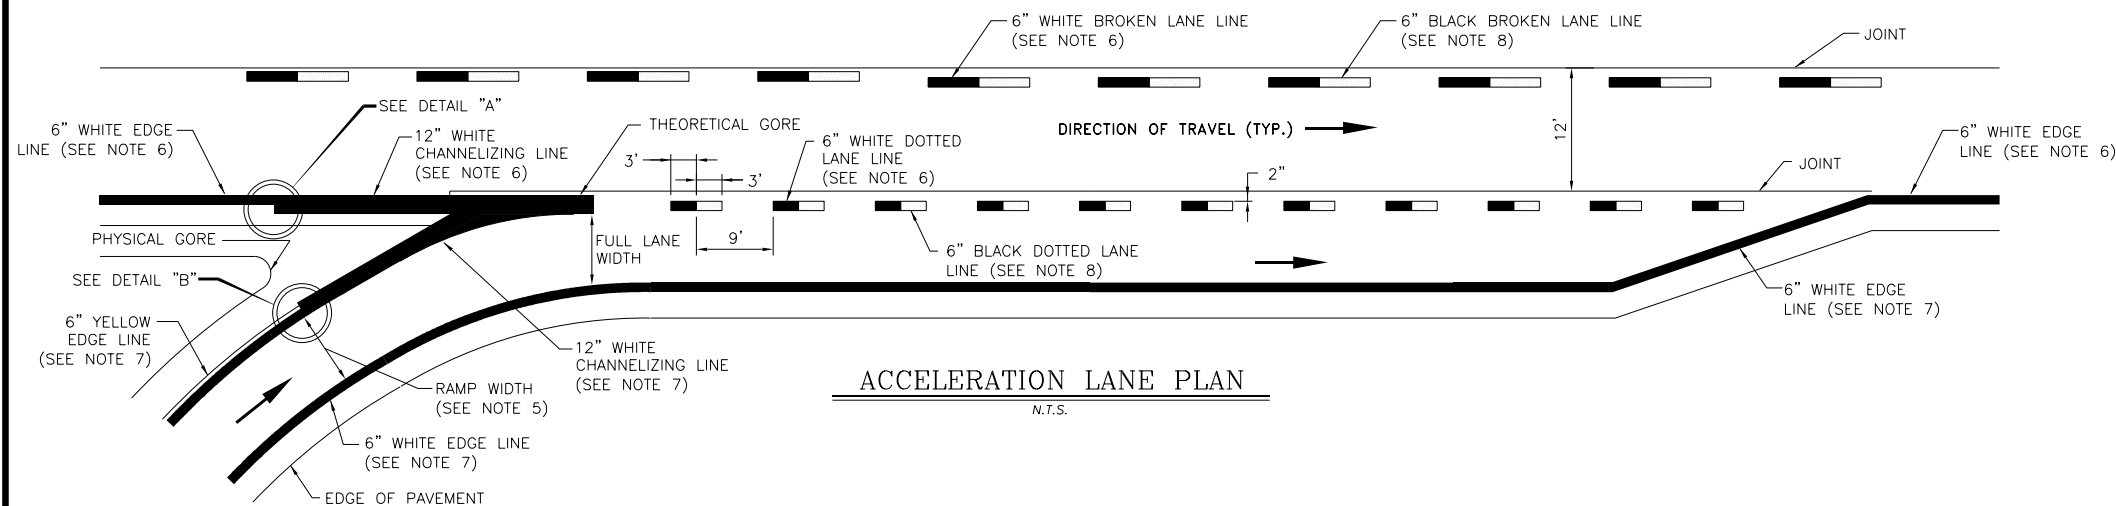 6” WHITE BROKEN LANE LINE
(SEE NOTE 6)
6” BLACK BROKEN LANE LINE
(SEE NOTE 8)
JOINT
SEE DETAIL "A"
6” WHITE EDGE
LINE (SEE NOTE 6)
12” WHITE
CHANNELIZING LINE
(SEE NOTE 6)
THEORETICAL GORE
3'
3'
6” WHITE DOTTED
LANE LINE
(SEE NOTE 6)
DIRECTION OF TRAVEL (TYP.)
12'
6” WHITE EDGE
LINE (SEE NOTE 6)
JOINT
2”
PHYSICAL GORE
FULL LANE
WIDTH
9'
6” BLACK DOTTED LANE
LINE (SEE NOTE 8)
SEE DETAIL "B"
6” WHITE EDGE
LINE (SEE NOTE 7)
6” YELLOW
EDGE LINE
(SEE NOTE 7)
12” WHITE
CHANNELIZING LINE
(SEE NOTE 7)
RAMP WIDTH
(SEE NOTE 5)
ACCELERATION LANE PLAN
N.T.S.
6” WHITE EDGE LINE
(SEE NOTE 7)
EDGE OF PAVEMENT